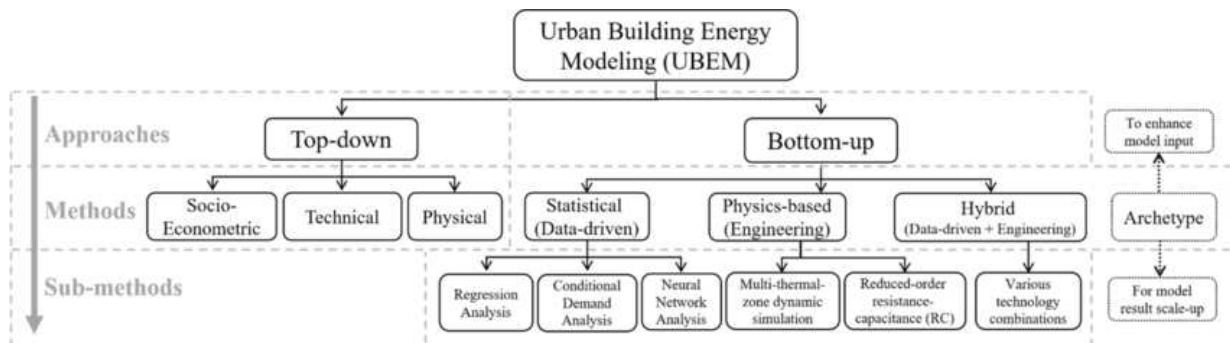 Urban Building Energy
Modeling (UBEM)
Approaches
Top-down
Bottom-up
To enhance
model input
Methods
Socio-
Econometric
Technical
Physical
Statistical
(Data-driven)
Physics-based
(Engineering)
Hybrid
(Data-driven + Engineering)
Archetype
Sub-methods
Regression
Analysis
Conditional
Demand
Analysis
Neural
Network
Analysis
Multi-thermal-
zone dynamic
simulation
Reduced-order
resistance-
capacitance (RC)
Various
technology
combinations
For model
result scale-up